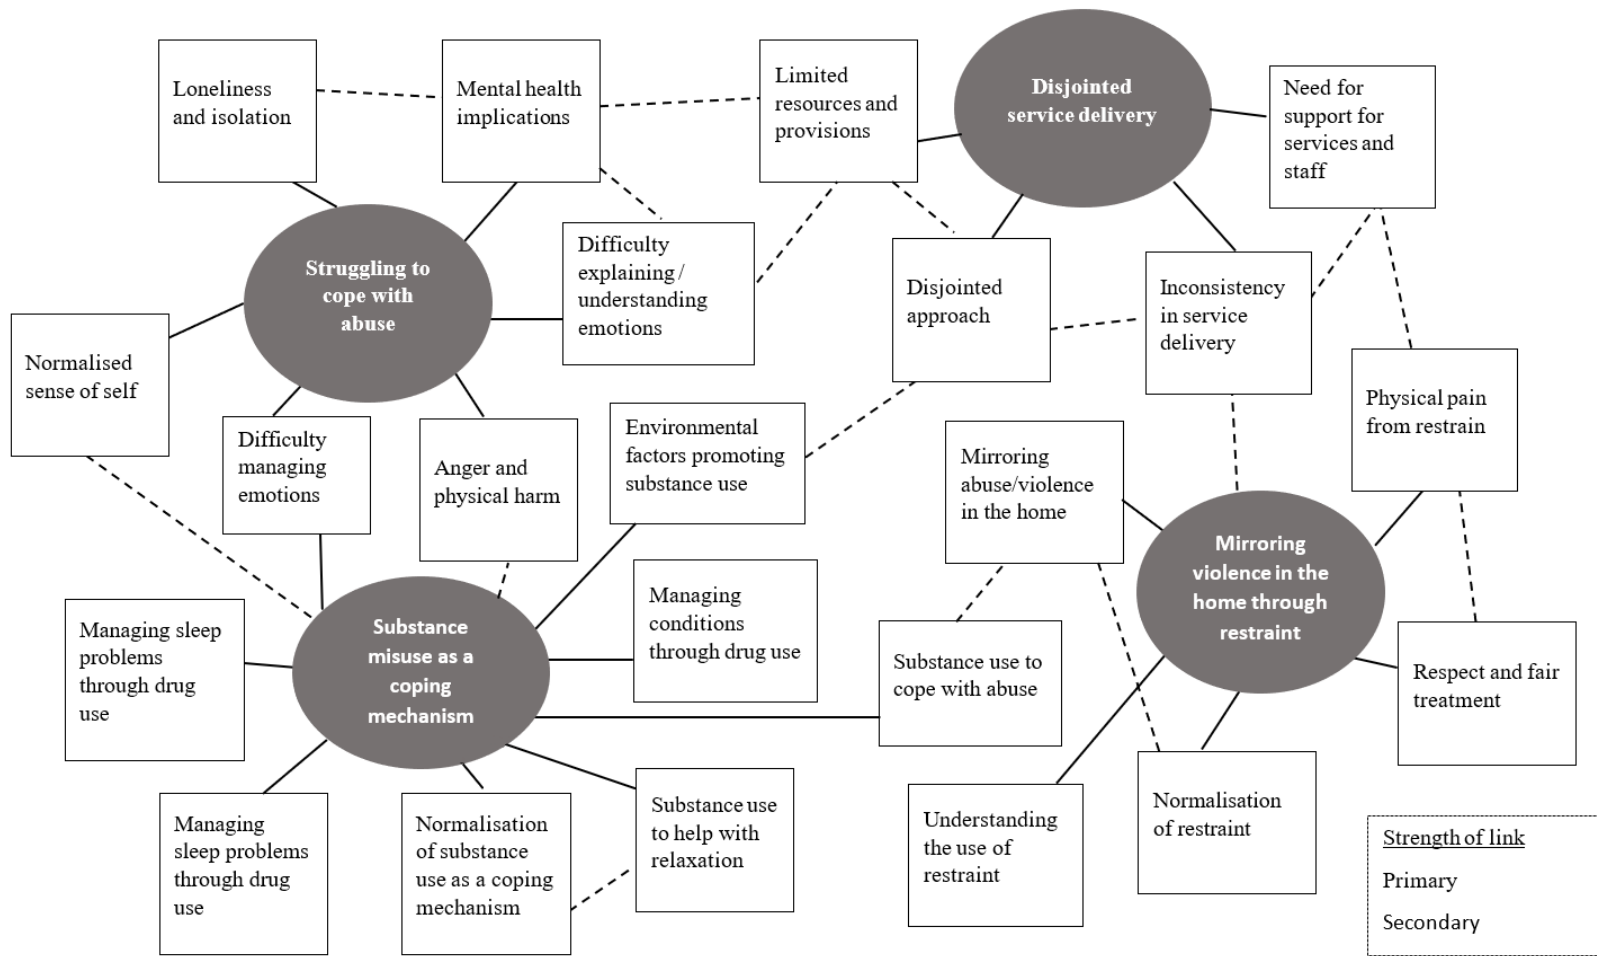 Loneliness
and isolation
Mental health
implications
Limited
resources and
provisions
Disjointed
service delivery
Need for
support for
services and
staff
Struggling to
cope with
abuse
Difficulty
explaining /
understanding
emotions
Disjointed
approach
Inconsistency
in service
delivery
Normalised
sense of self
Difficulty
managing
emotions
Anger and
physical harm
Environmental
factors promoting
substance use
Mirroring
abuse/violence
in the home
Physical pain
from restrain
Mirroring
violence in the
home through
restraint
Managing sleep
problems
through drug
use
Substance
misuse as a
coping
mechanism
Managing
conditions
through drug use
Substance use to
cope with abuse
Respect and fair
treatment
Managing
sleep problems
through drug
use
Normalisation
of substance
use as a coping
mechanism
Substance use
to help with
relaxation
Understanding
the use of
restraint
Normalisation
of restraint
Strength of link
Primary
Secondary